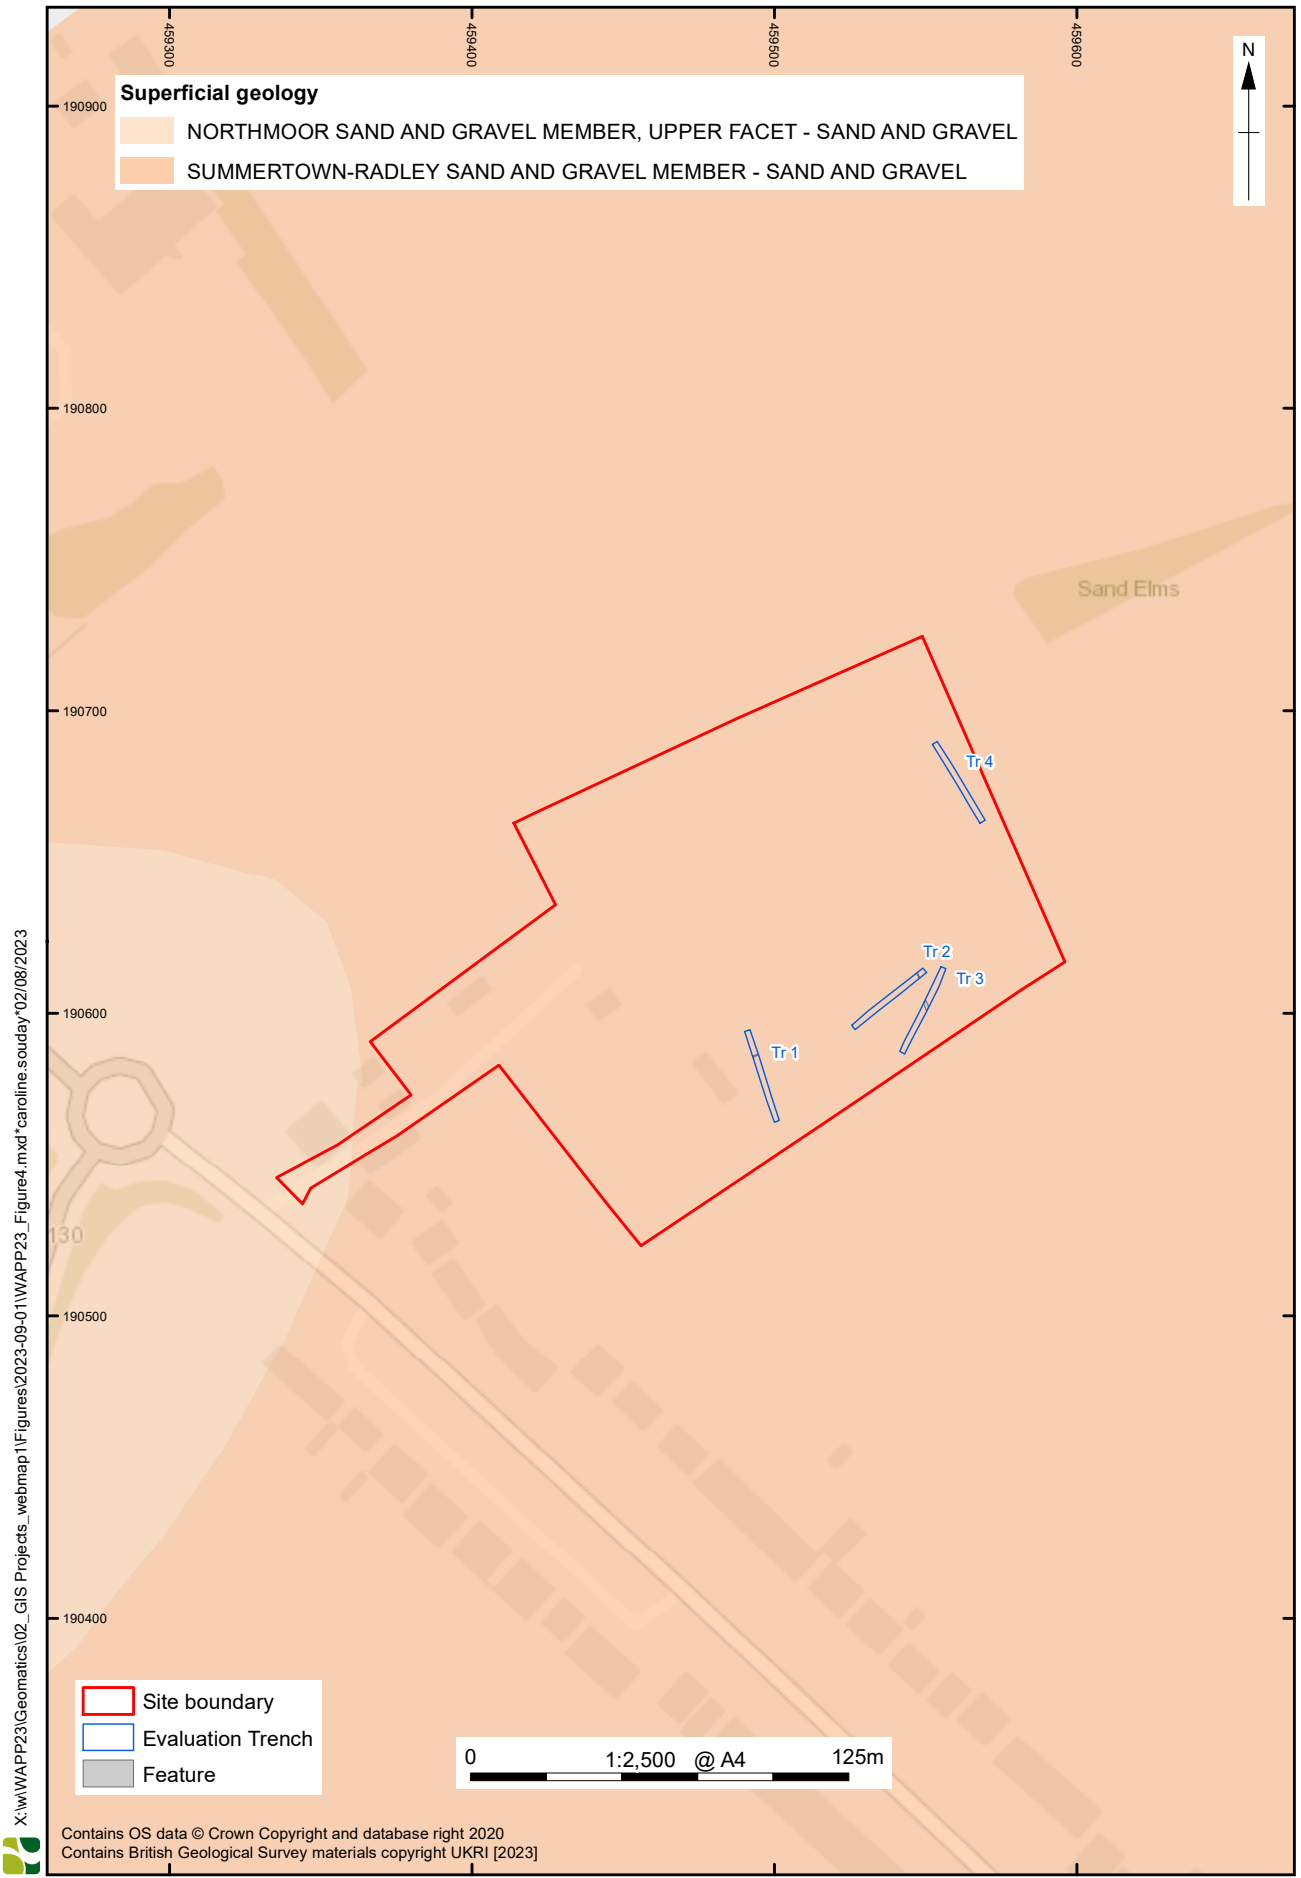 459300
459400
459500
459600
N
Superficial geology
190900
NORTHMOOR SAND AND GRAVEL MEMBER, UPPER FACET - SAND AND GRAVEL
SUMMERTOWN-RADLEY SAND AND GRAVEL MEMBER - SAND AND GRAVEL
190800
Sand Elms
190700
Tr 4
Tr 2
Tr 3
190600
Tr 1
130
190500
190400
Site boundary
Evaluation Trench
Feature
0 1:2,500 @ A4 125m
Contains OS data © Crown Copyright and database right 2020
Contains British Geological Survey materials copyright UKRI [2023]
X:\w\WAPP23\Geomatics\02_GIS Projects_webmap1\Figures\2023-09-01\WAPP23_Figure4.mxd*caroline.souday*02/08/2023